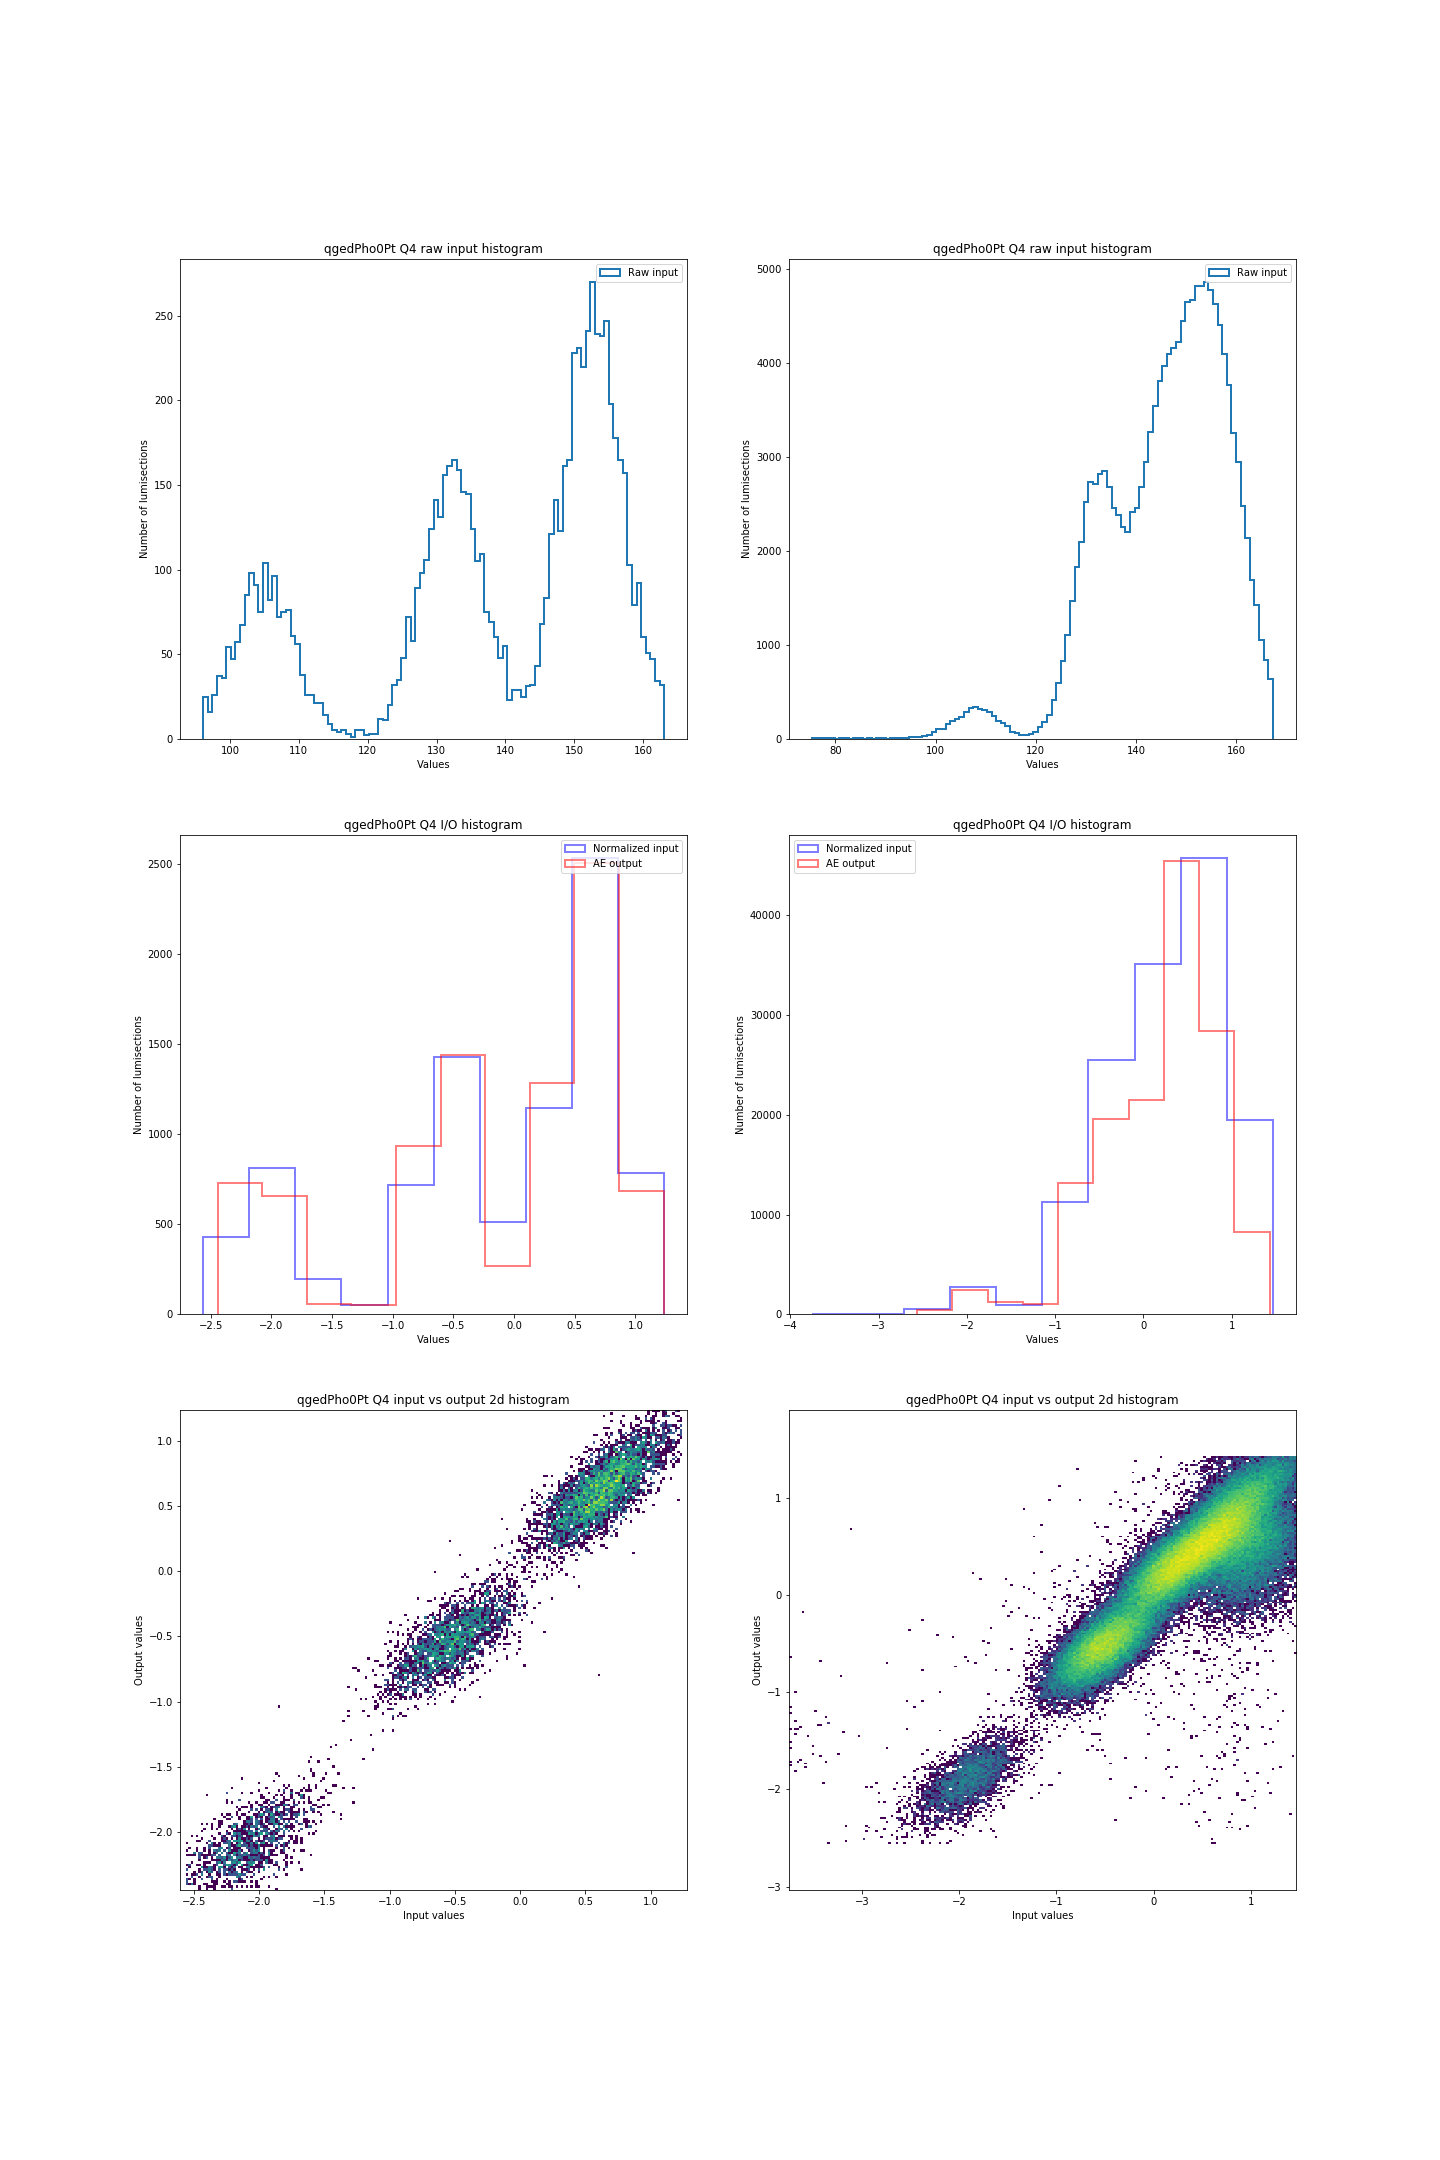 qgedPho0Pt Q4 raw input histogram
Raw input
Number of lumisections
250
200
150
100
50
0
100 110 120 130 140 150 160
Values
qgedPho0Pt Q4 raw input histogram
Raw input
Number of lumisections
5000
4000
3000
2000
1000
0
80 100 120 140 160
Values
qgedPho0Pt Q4 I/O histogram
Normalized input
AE output
Number of lumisections
2500
2000
1500
1000
500
0
−2.5 −2.0 −1.5 −1.0 −0.5 0.0 0.5 1.0
Values
qgedPho0Pt Q4 I/O histogram
Normalized input
AE output
Number of lumisections
40000
30000
20000
10000
0
−4 −3 −2 −1 0 1
Values
qgedPho0Pt Q4 input vs output 2d histogram
Output values
1.0
0.5
0.0
−0.5
−1.0
−1.5
−2.0
−2.5 −2.0 −1.5 −1.0 −0.5 0.0 0.5 1.0
Input values
qgedPho0Pt Q4 input vs output 2d histogram
Output values
1
0
−1
−2
−3
−3 −2 −1 0 1
Input values